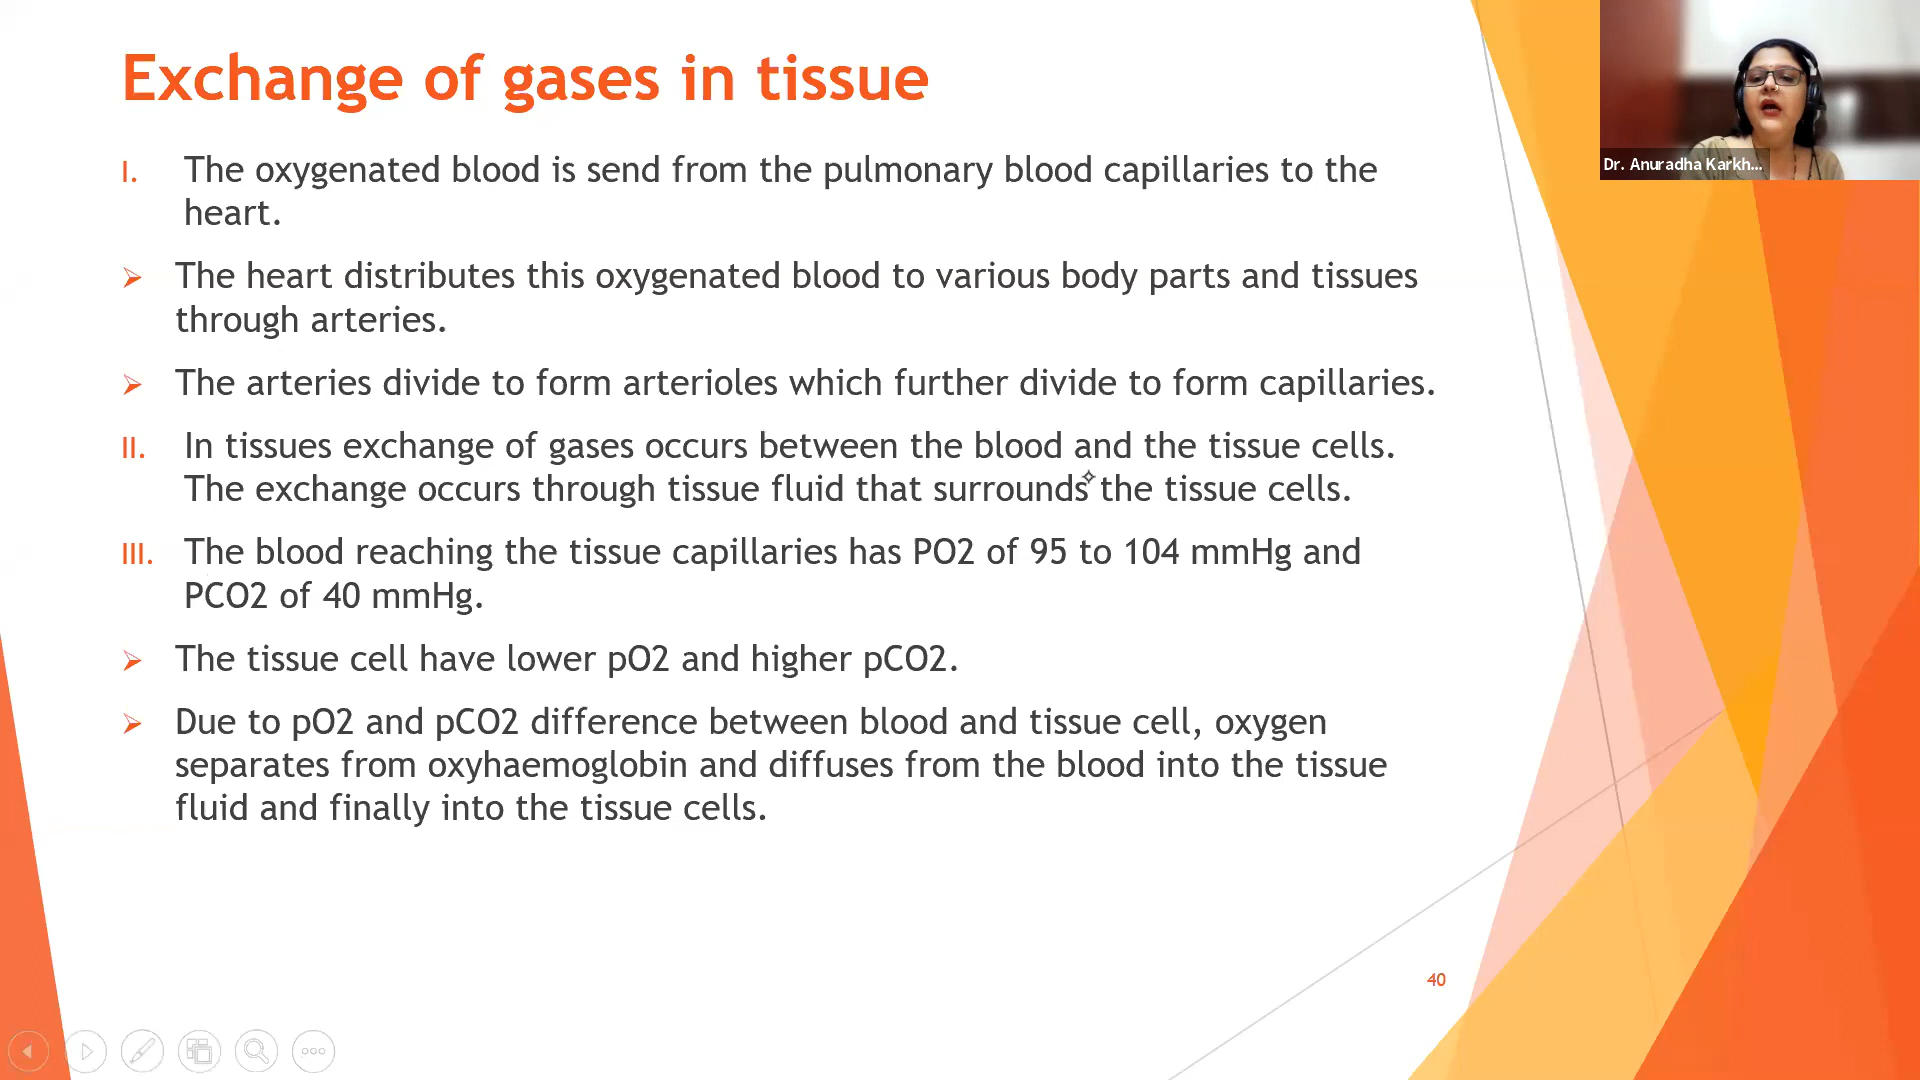 Exchange of gases in tissue
Dr. Anuradha Karkh...
I. The oxygenated blood is send from the pulmonary blood capillaries to the
heart.
The heart distributes this oxygenated blood to various body parts and tissues
through arteries.
The arteries divide to form arterioles which further divide to form capillaries.
II. In tissues exchange of gases occurs between the blood and the tissue cells.
The exchange occurs through tissue fluid that surrounds the tissue cells.
III. The blood reaching the tissue capillaries has PO2 of 95 to 104 mmHg and
PCO2 of 40 mmHg.
The tissue cell have lower pO2 and higher pCO2.
Due to pO2 and pCO2 difference between blood and tissue cell, oxygen
separates from oxyhaemoglobin and diffuses from the blood into the tissue
fluid and finally into the tissue cells.
40